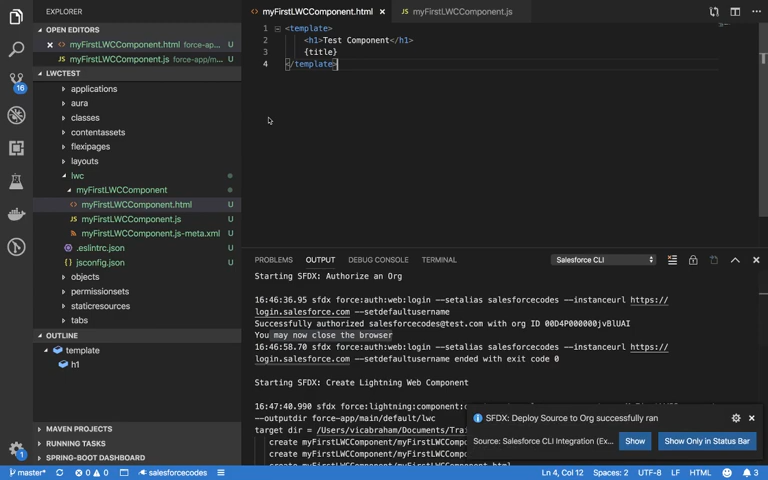 EXPLORER
OPEN EDITORS
myFirstLWCComponent.html force-ap... U
myFirstLWCComponent.js force-app/m... U
LWCTEST
applications
aura
classes
contentassets
flexipages
layouts
lwc
myFirstLWCComponent
myFirstLWCComponent.html U
myFirstLWCComponent.js U
myFirstLWCComponent.js-meta.xml U
.eslintrc.json U
{ } jsconfig.json U
objects
permissionsets
staticresources
tabs
OUTLINE
template
h1
MAVEN PROJECTS
RUNNING TASKS
SPRING-BOOT DASHBOARD
16
1
myFirstLWCComponent.html
myFirstLWCComponent.js
1 <template>
2 <h1>Test Component</h1>
3 {title}
4 </template>
PROBLEMS OUTPUT DEBUG CONSOLE TERMINAL Salesforce CLI
Starting SFDX: Authorize an Org
16:46:36.95 sfdx force:auth:web:login --setalias salesforcecodes --instanceurl https://
login.salesforce.com --setdefaultusername
Successfully authorized salesforcecodes@test.com with org ID 00D4P000000jvBlUAI
You may now close the browser
16:46:58.70 sfdx force:auth:web:login --setalias salesforcecodes --instanceurl https://
login.salesforce.com --setdefaultusername ended with exit code 0
Starting SFDX: Create Lightning Web Component
16:47:40.990 sfdx force:lightning:component:c
--outputdir force-app/main/default/lwc
target dir = /Users/vicabraham/Documents/Trai
create myFirstLWCComponent/myFirstLWCCompo
create myFirstLWCComponent/myFirstLWCCompo
SFDX: Deploy Source to Org successfully ran
Source: Salesforce CLI Integration (Ex... Show Show Only in Status Bar
master* 0 0 salesforcecodes Ln 4, Col 12 Spaces: 2 UTF-8 LF HTML 3